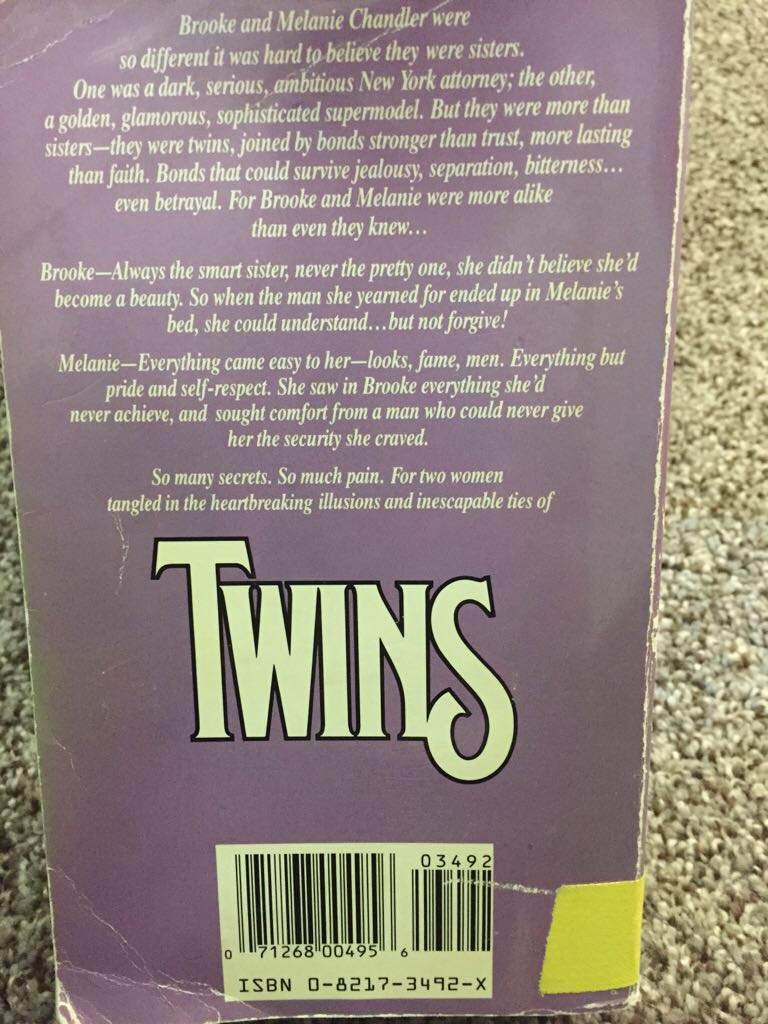 Brooke and Melanie Chandler were
so different it was hard to believe they were sisters.
One was a dark, serious, ambitious New York attorney; the other,
a golden, glamorous, sophisticated supermodel. But they were more than
sisters—they were twins, joined by bonds stronger than trust, more lasting
than faith. Bonds that could survive jealousy, separation, bitterness...
even betrayal. For Brooke and Melanie were more alike
than even they knew...
Brooke—Always the smart sister, never the pretty one, she didn't believe she'd
become a beauty. So when the man she yearned for ended up in Melanie's
bed, she could understand...but not forgive!
Melanie—Everything came easy to her—looks, fame, men. Everything but
pride and self-respect. She saw in Brooke everything she'd
never achieve, and sought comfort from a man who could never give
her the security she craved.
So many secrets. So much pain. For two women
tangled in the heartbreaking illusions and inescapable ties of
TWINS
03492
0 71268 00495 6
ISBN 0-8217-3492-X